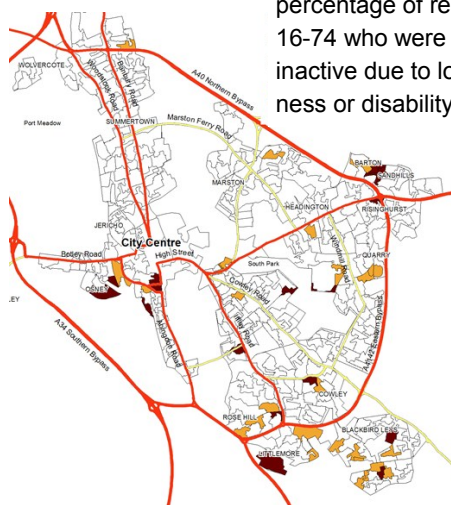 percentage of re
16-74 who were
inactive due to lo
ness or disability
WOLVERCOTE
Woodstock Road
Banbury Road
A40 Northern Bypass
Port Meadow
SUMMERTOWN
Marston Ferry Road
MARSTON
BARTON
SANDHILLS
HEADINGTON
RISINGHURST
JERICHO
City Centre
Botley Road
High Street
South Park
Windmill Road
QUARRY
OSNEY
LEY
Cowley Road
Iffley Road
Abingdon Road
A4142 Eastern Bypass
A34 Southern Bypass
COWLEY
ROSE HILL
BLACKBIRD LEYS
LITTLEMORE